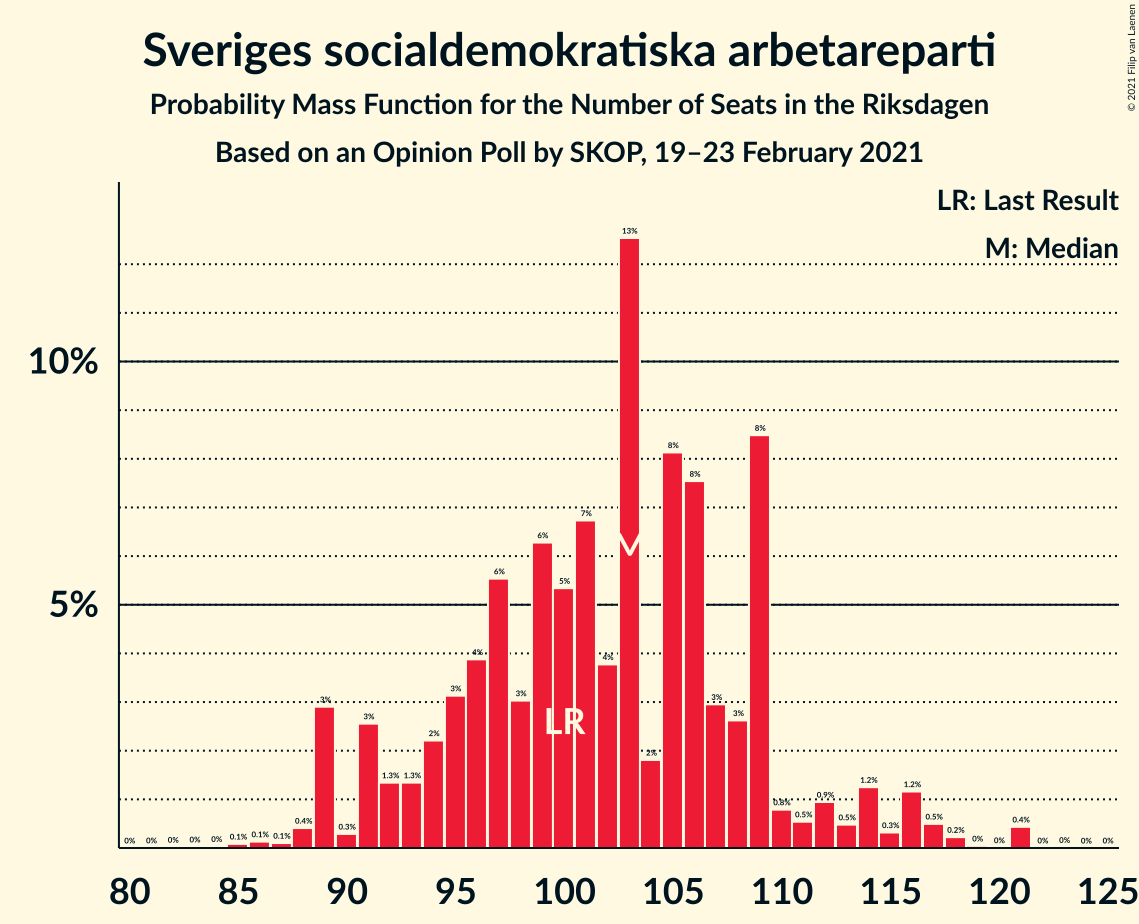 Sveriges socialdemokratiska arbetareparti
Probability Mass Function for the Number of Seats in the Riksdagen
Based on an Opinion Poll by SKOP, 19–23 February 2021
© 2021 Filip van Laenen
LR: Last Result
M: Median
10%
5%
0% 0% 0% 0% 0% 0.1% 0.1% 0.1% 0.4% 3% 0.3% 3% 1.3% 1.3% 2% 3% 4% 6% 3% 6% 5% 7% 4% 13% 2% 8% 8% 3% 3% 8% 0.8% 0.5% 0.9% 0.5% 1.2% 0.3% 1.2% 0.5% 0.2% 0% 0% 0.4% 0% 0% 0% 0%
M
LR
80 85 90 95 100 105 110 115 120 125